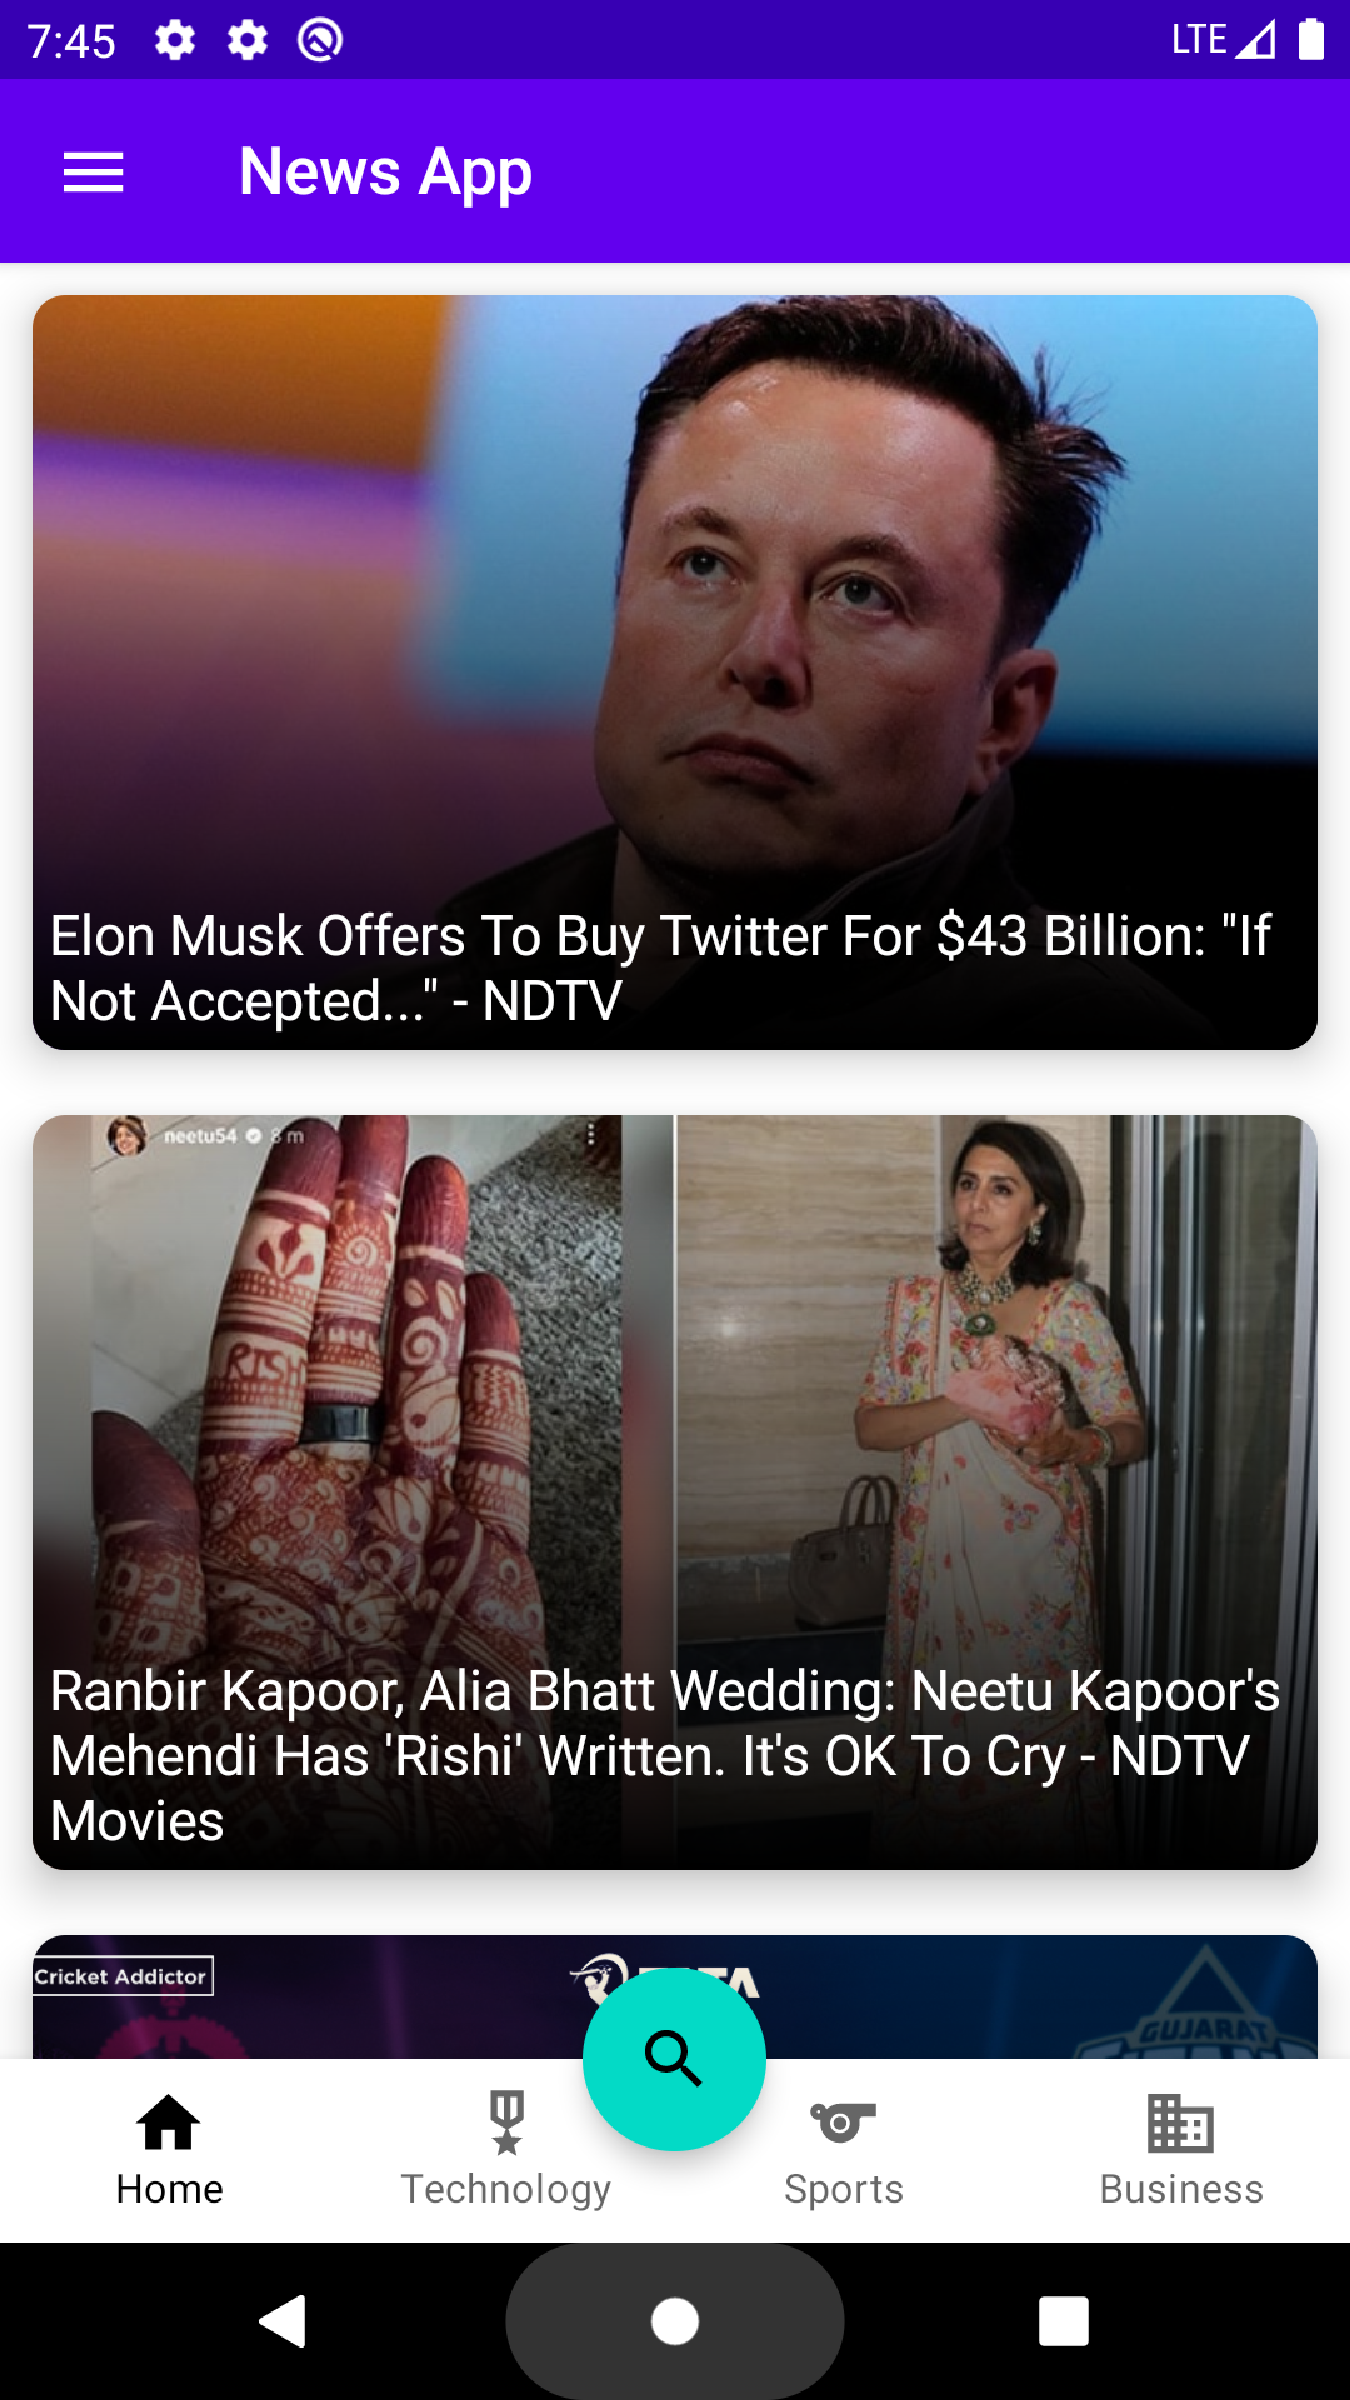 7:45 LTE
News App
Elon Musk Offers To Buy Twitter For $43 Billion: "If
Not Accepted..." - NDTV
neetu54 8 m
RISH
Ranbir Kapoor, Alia Bhatt Wedding: Neetu Kapoor's
Mehendi Has 'Rishi' Written. It's OK To Cry - NDTV
Movies
Cricket Addictor
GUJARAT
Home Technology Sports Business